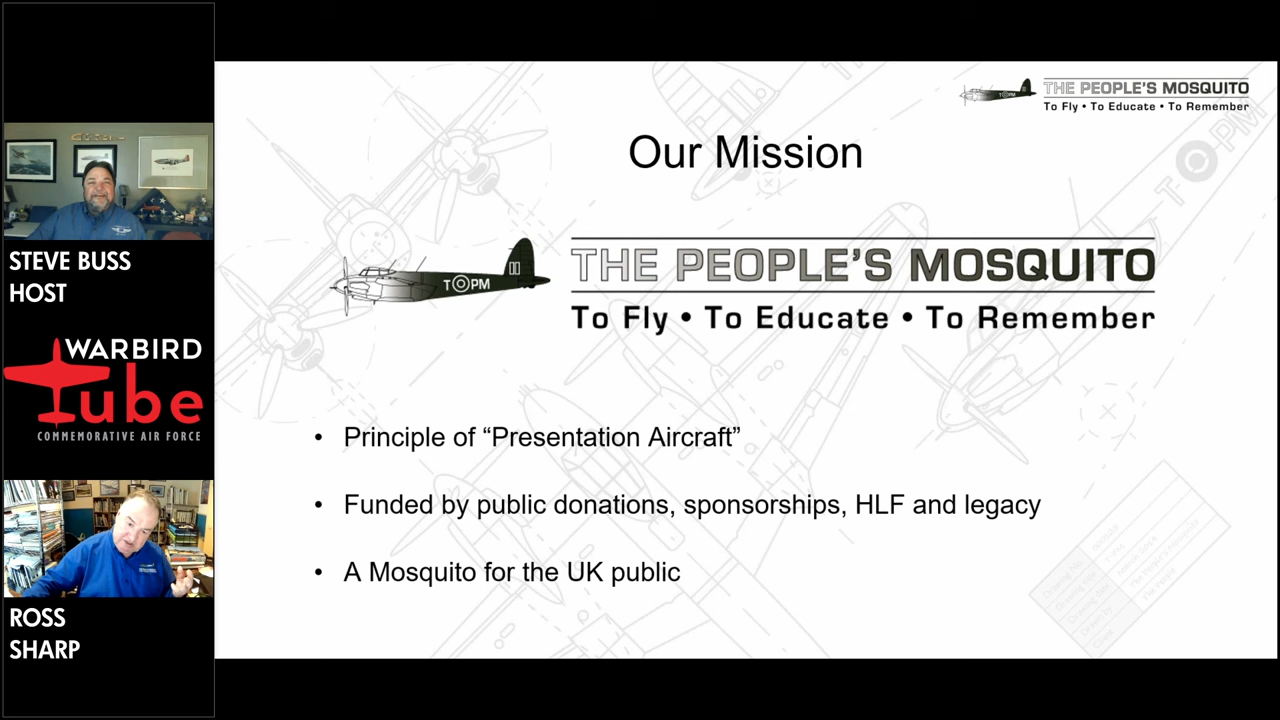 STEVE BUSS
HOST
WARBIRD
Tube
COMMEMORATIVE AIR FORCE
ROSS
SHARP
THE PEOPLE'S MOSQUITO
To Fly • To Educate • To Remember
Our Mission
T PM
THE PEOPLE'S MOSQUITO
To Fly • To Educate • To Remember
• Principle of “Presentation Aircraft”
• Funded by public donations, sponsorships, HLF and legacy
• A Mosquito for the UK public